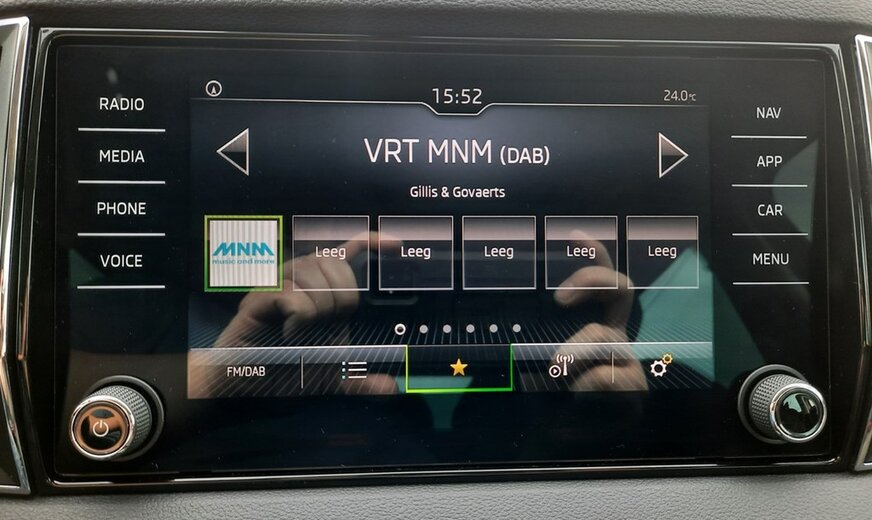 RADIO
MEDIA
PHONE
VOICE
15:52
24.0°C
VRT MNM (DAB)
Gillis & Govaerts
MNM
music and more
Leeg
Leeg
Leeg
Leeg
Leeg
FM/DAB
NAV
APP
CAR
MENU